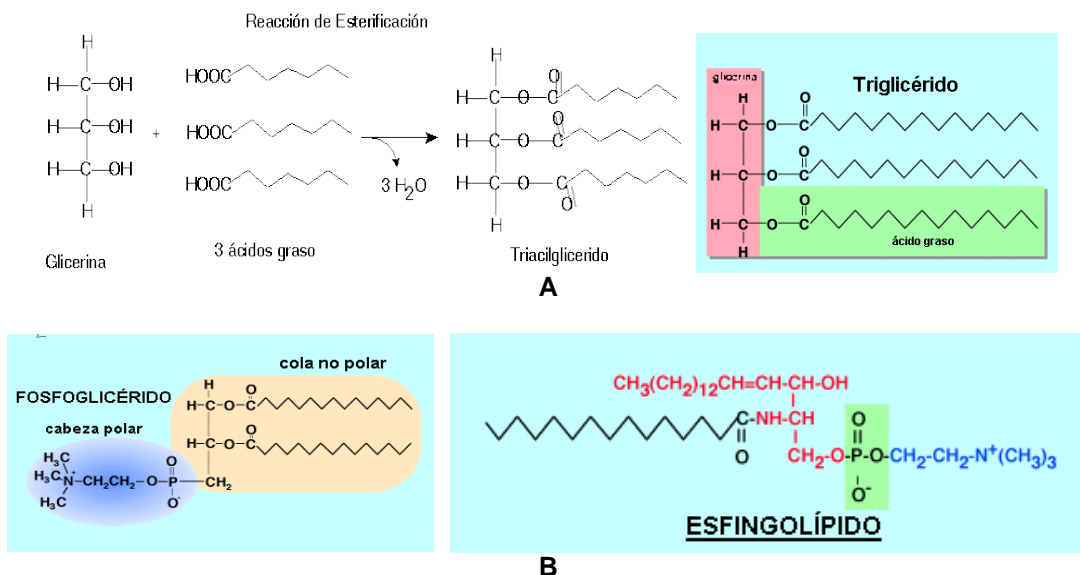 Reacción de Esterificación
H
H C OH
H C OH
H C OH
H
Glicerina
+
HOOC
HOOC
HOOC
3 ácidos graso
3 H2O
H
H C O C
O
H C O C
O
H C O C
O
H
Triacilglicerido
glicerina
Triglicérido
H
O
H–C–O–C
O
H–C–O–C
O
H–C–O–C
H
ácido graso
A
FOSFOGLICÉRIDO
cabeza polar
cola no polar
H
O
H–C–O–C
O
H–C–O–C
H3C
H3C–N+–CH2CH2–O–P–CH2
H3C
O
O-
CH3(CH2)12CH=CH-CH-OH
C-NH-CH
O
CH2-O-P-O-CH2-CH2-N+(CH3)3
O
O-
ESFINGOLÍPIDO
B